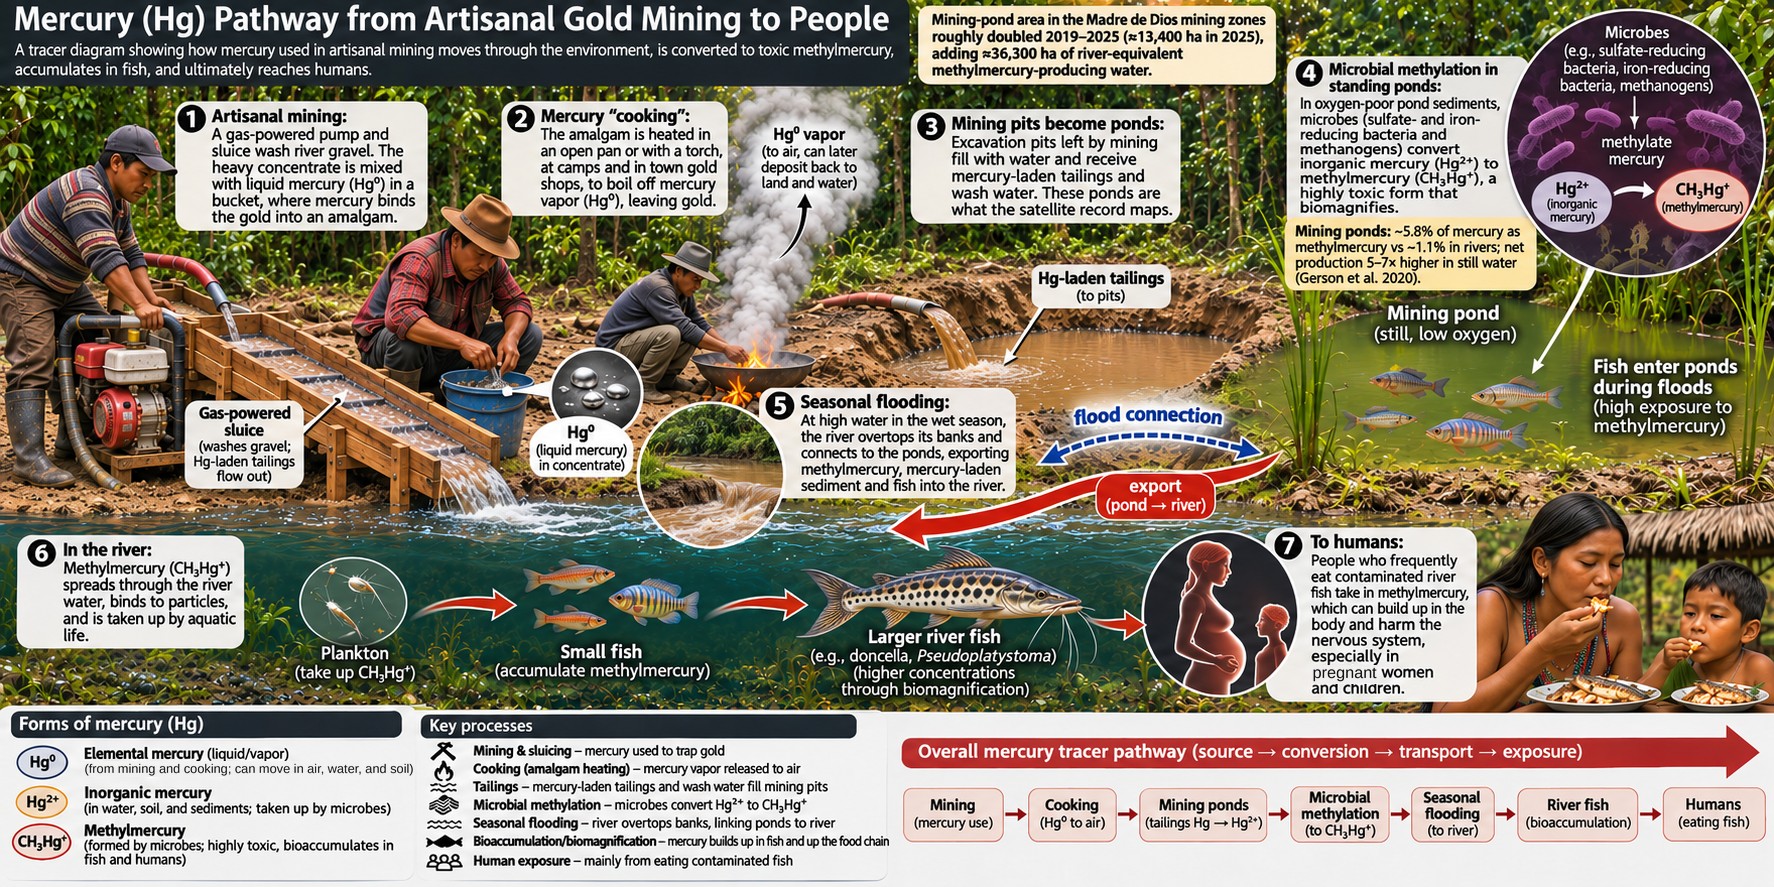 Mercury (Hg) Pathway from Artisanal Gold Mining to People
A tracer diagram showing how mercury used in artisanal mining moves through the environment, is converted to toxic methylmercury,
accumulates in fish, and ultimately reaches humans.
Mining-pond area in the Madre de Dios mining zones
roughly doubled 2019–2025 (≈13,400 ha in 2025),
adding ≈36,300 ha of river-equivalent
methylmercury-producing water.
1 Artisanal mining:
A gas-powered pump and
sluice wash river gravel. The
heavy concentrate is mixed
with liquid mercury (Hg⁰) in a
bucket, where mercury binds
the gold into an amalgam.
2 Mercury “cooking”:
The amalgam is heated in
an open pan or with a torch,
at camps and in town gold
shops, to boil off mercury
vapor (Hg⁰), leaving gold.
Hg⁰ vapor
(to air, can later
deposit back to
land and water)
3 Mining pits become ponds:
Excavation pits left by mining
fill with water and receive
mercury-laden tailings and
wash water. These ponds are
what the satellite record maps.
4 Microbial methylation in
standing ponds:
In oxygen-poor pond sediments,
microbes (sulfate- and iron-
reducing bacteria and
methanogens) convert
inorganic mercury (Hg²⁺) to
methylmercury (CH₃Hg⁺), a
highly toxic form that
biomagnifies.
Mining ponds: ~5.8% of mercury as
methylmercury vs ~1.1% in rivers; net
production 5–7× higher in still water
(Gerson et al. 2020).
Microbes
(e.g., sulfate-reducing
bacteria, iron-reducing
bacteria, methanogens)
methylate
mercury
Hg²⁺
(inorganic
mercury)
CH₃Hg⁺
(methylmercury)
Hg-laden tailings
(to pits)
Mining pond
(still, low oxygen)
Fish enter ponds
during floods
(high exposure to
methylmercury)
Gas-powered
sluice
(washes gravel;
Hg-laden tailings
flow out)
Hg⁰
(liquid mercury)
in concentrate)
5 Seasonal flooding:
At high water in the wet season,
the river overtops its banks and
connects to the ponds, exporting
methylmercury, mercury-laden
sediment and fish into the river.
flood connection
export
(pond → river)
6 In the river:
Methylmercury (CH₃Hg⁺)
spreads through the river
water, binds to particles,
and is taken up by aquatic
life.
Plankton
(take up CH₃Hg⁺)
Small fish
(accumulate methylmercury)
Larger river fish
(e.g., doncella, Pseudoplatystoma)
(higher concentrations
through biomagnification)
7 To humans:
People who frequently
eat contaminated river
fish take in methylmercury,
which can build up in the
body and harm the
nervous system,
especially in
pregnant women
and children.
Forms of mercury (Hg)
Hg⁰ Elemental mercury (liquid/vapor)
(from mining and cooking; can move in air, water, and soil)
Hg²⁺ Inorganic mercury
(in water, soil, and sediments; taken up by microbes)
CH₃Hg⁺ Methylmercury
(formed by microbes; highly toxic, bioaccumulates in
fish and humans)
Key processes
Mining & sluicing – mercury used to trap gold
Cooking (amalgam heating) – mercury vapor released to air
Tailings – mercury-laden tailings and wash water fill mining pits
Microbial methylation – microbes convert Hg²⁺ to CH₃Hg⁺
Seasonal flooding – river overtops banks, linking ponds to river
Bioaccumulation/biomagnification – mercury builds up in fish and up the food chain
Human exposure – mainly from eating contaminated fish
Overall mercury tracer pathway (source → conversion → transport → exposure)
Mining
(mercury use)
Cooking
(Hg⁰ to air)
Mining ponds
(tailings Hg → Hg²⁺)
Microbial
methylation
(to CH₃Hg⁺)
Seasonal
flooding
(to river)
River fish
(bioaccumulation)
Humans
(eating fish)